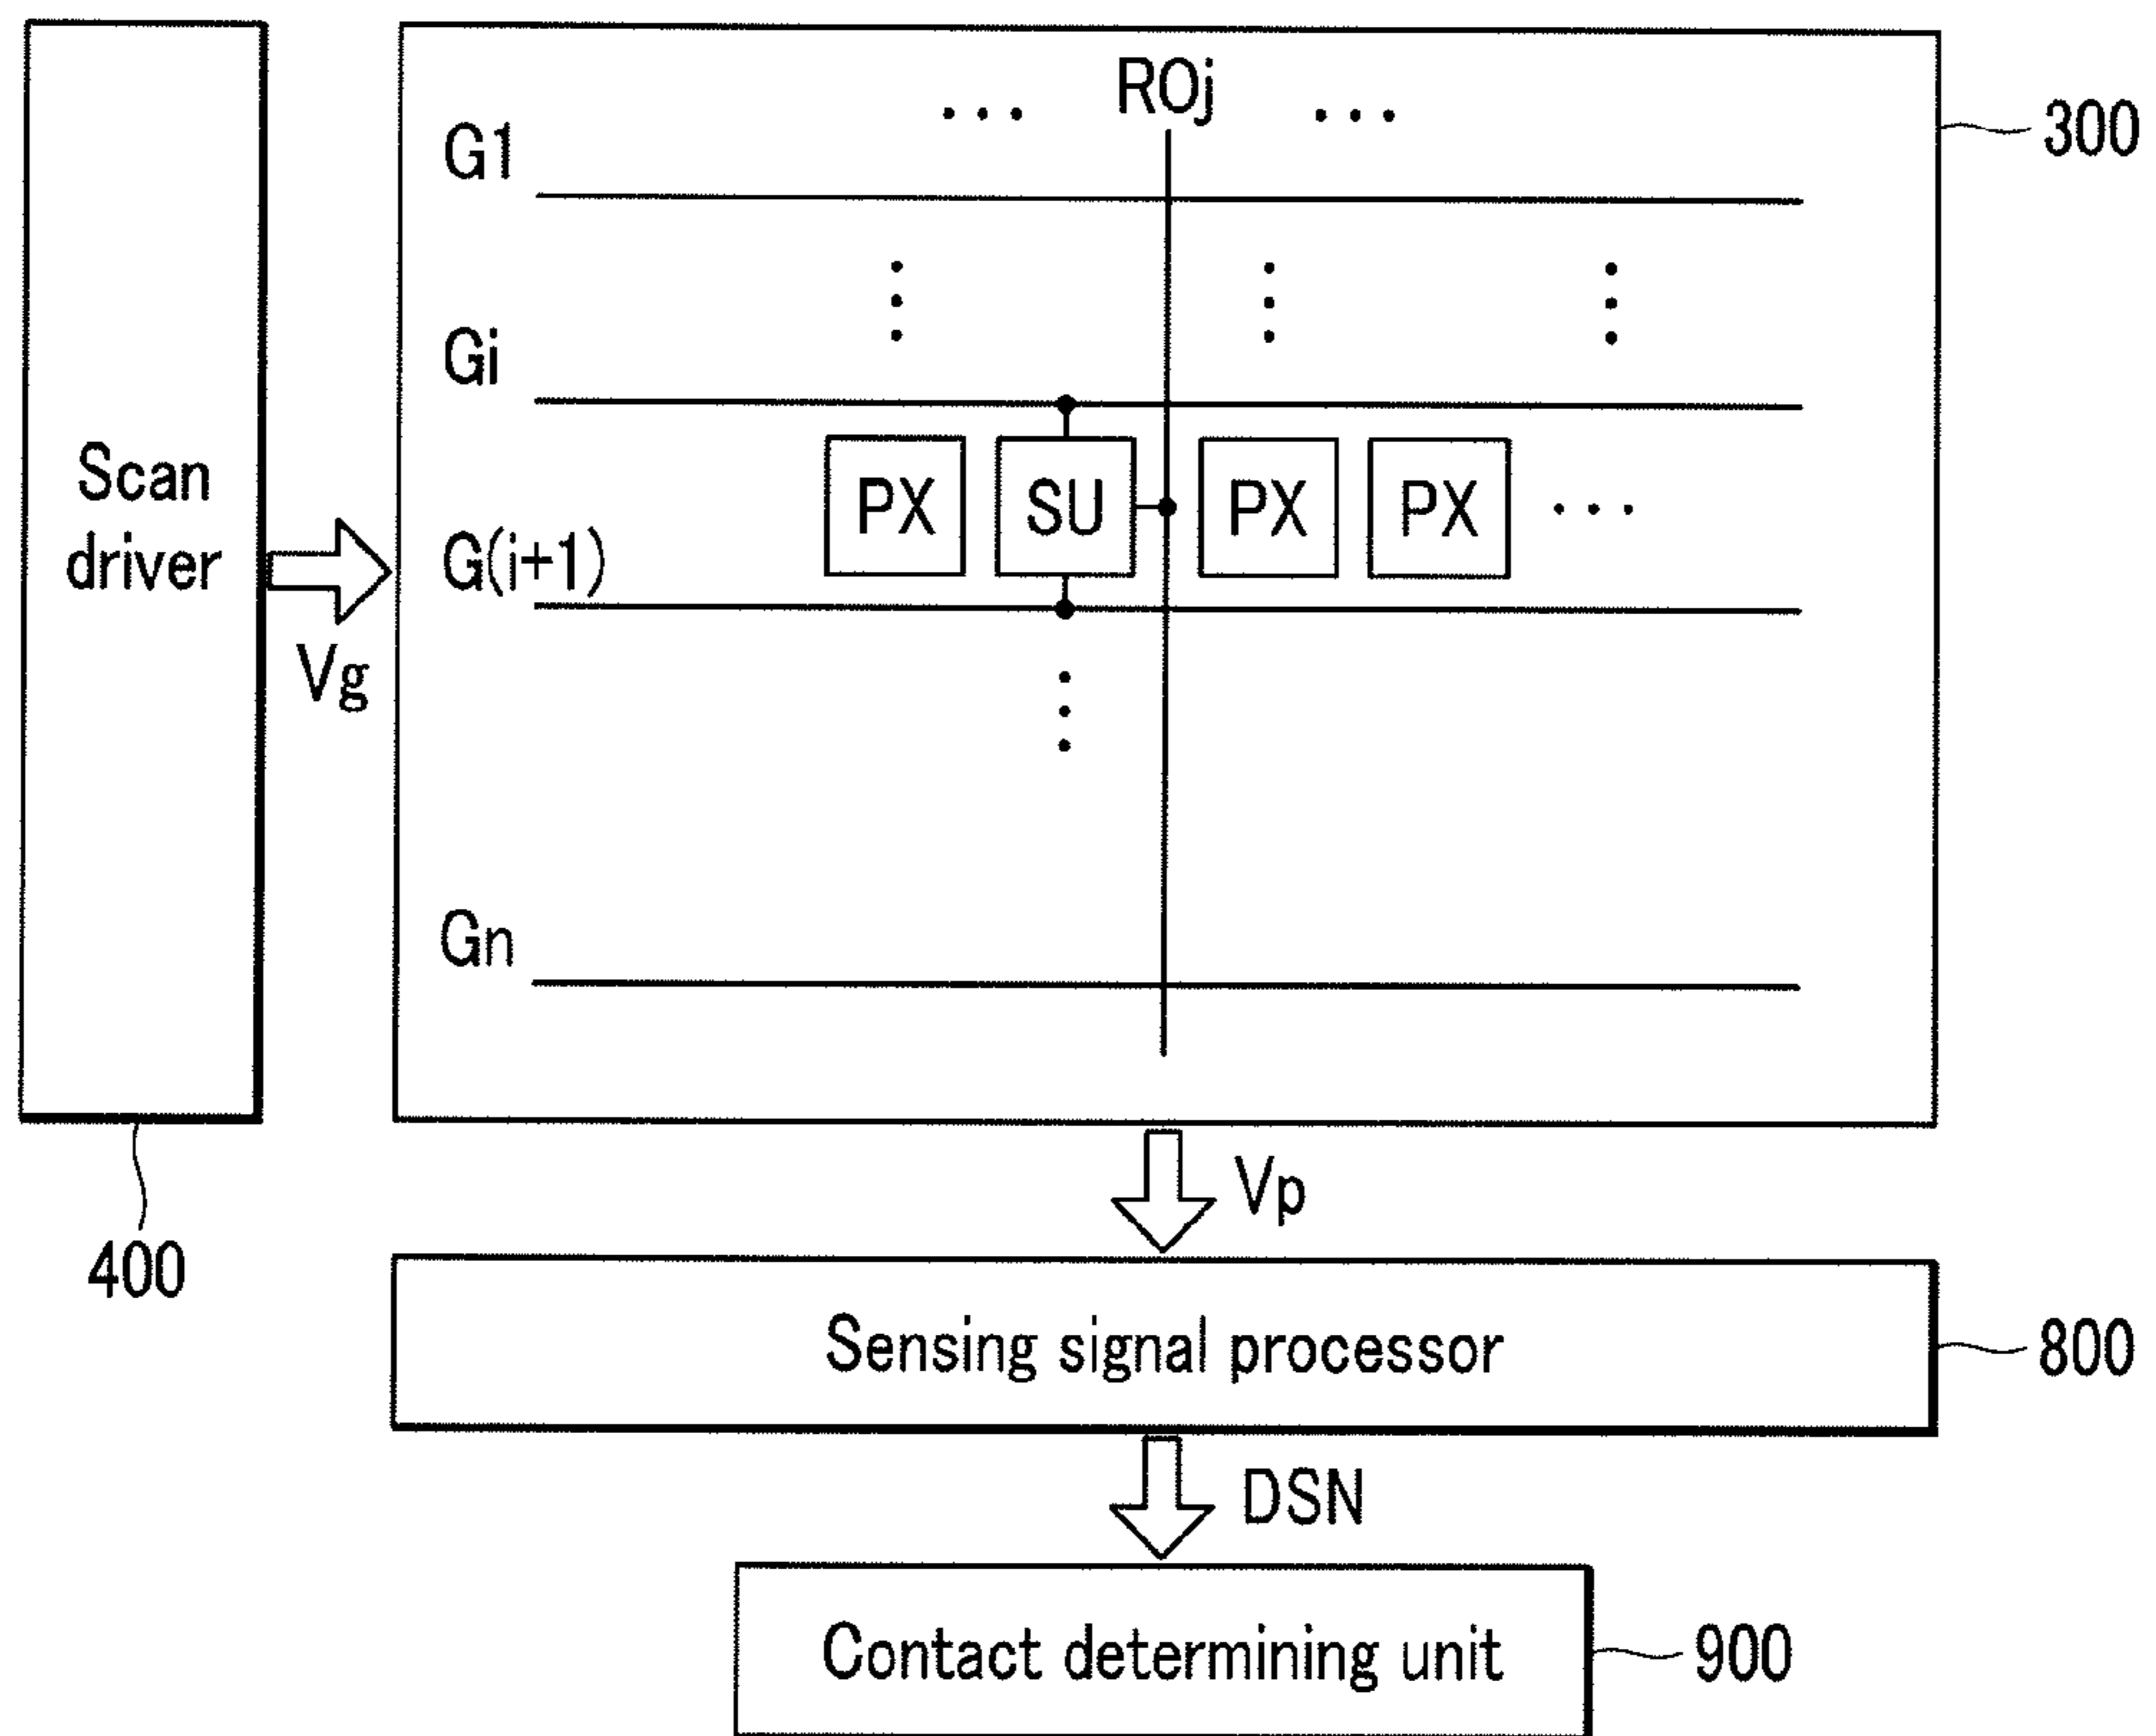 ROj
... ...
G1
300
Gi
PX SU PX PX ...
Scan
driver
G(i+1)
Vg
Gn
Vp
400
Sensing signal processor
800
DSN
Contact determining unit
900